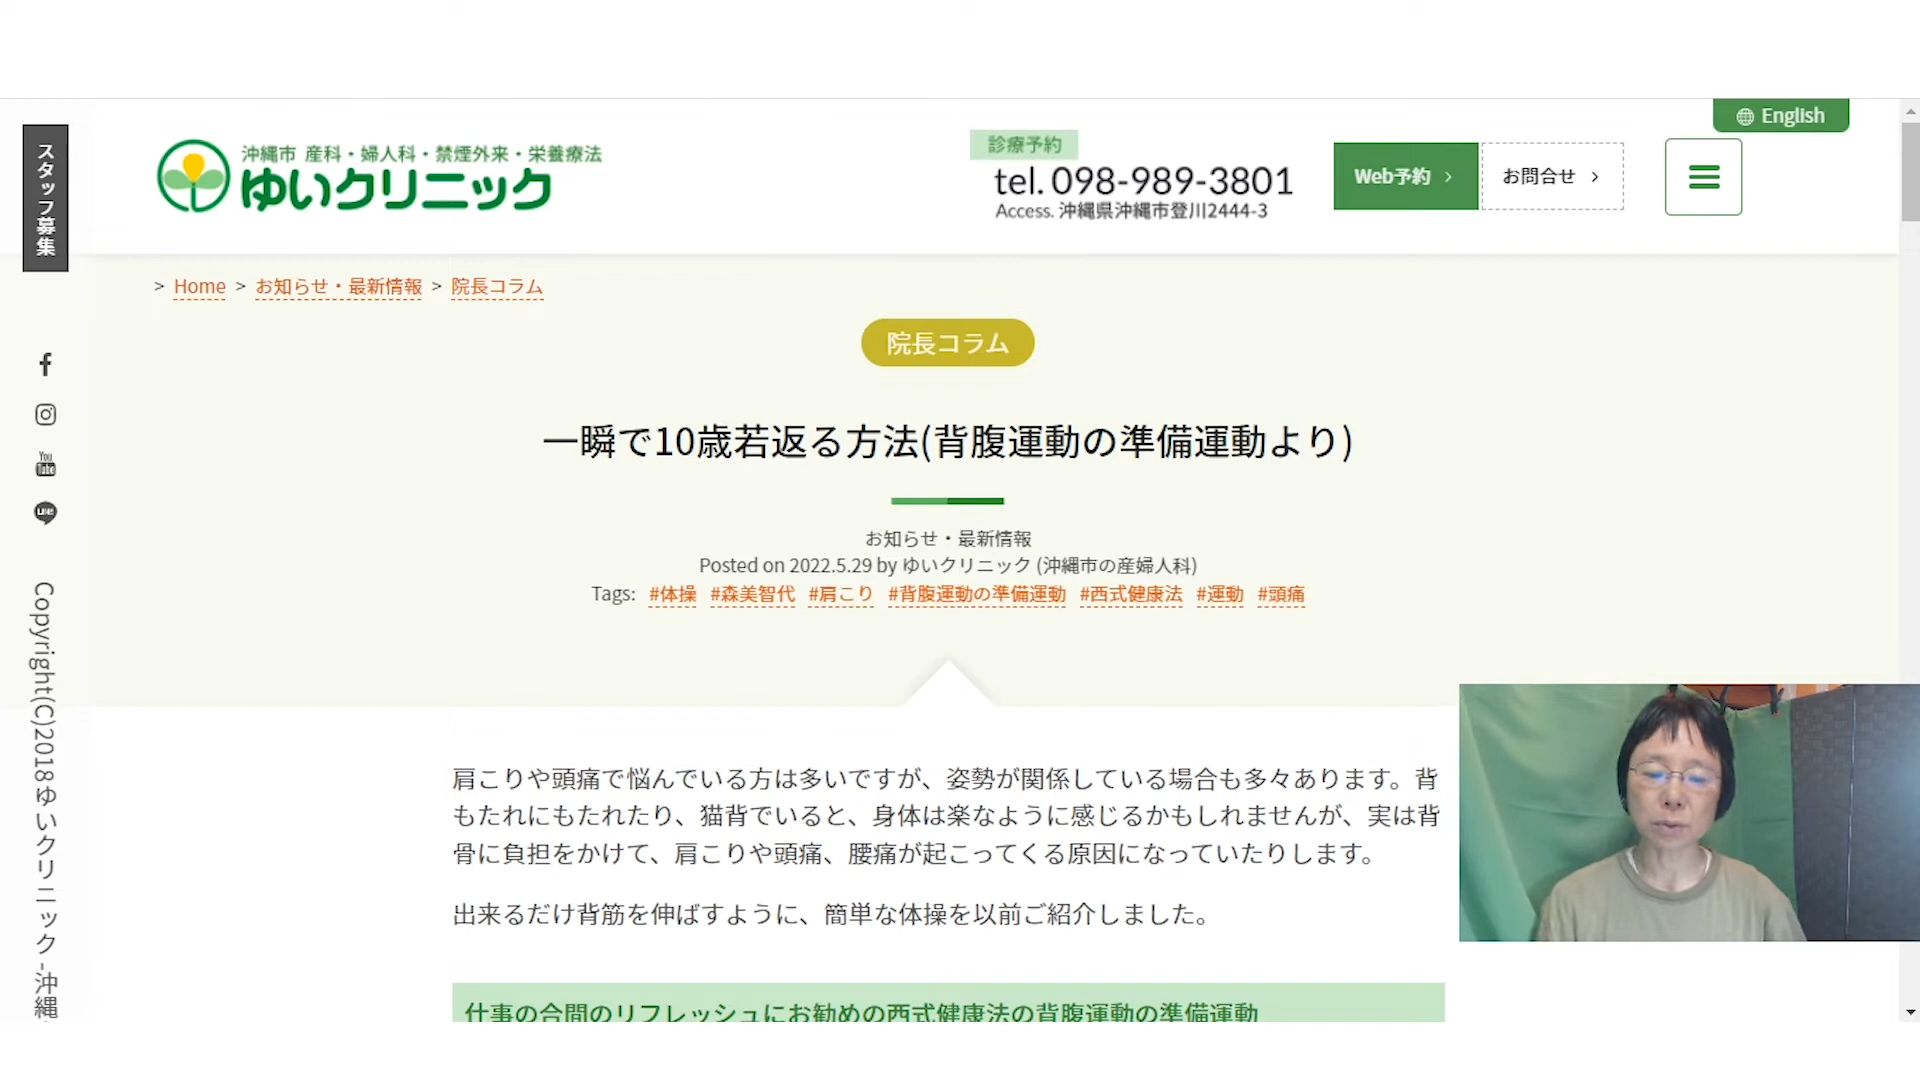 English
スタッフ募集
沖縄市 産科・婦人科・禁煙外来・栄養療法
ゆいクリニック
診療予約
tel. 098-989-3801
Access. 沖縄県沖縄市登川2444-3
Web予約 >
お問合せ >
> Home > お知らせ・最新情報 > 院長コラム
院長コラム
一瞬で10歳若返る方法(背腹運動の準備運動より)
お知らせ・最新情報
Posted on 2022.5.29 by ゆいクリニック (沖縄市の産婦人科)
Tags: #体操 #森美智代 #肩こり #背腹運動の準備運動 #西式健康法 #運動 #頭痛
You Tube
LINE
Copyright(C)2018ゆいクリニック -沖縄
肩こりや頭痛で悩んでいる方は多いですが、姿勢が関係している場合も多々あります。背
もたれにもたれたり、猫背でいると、身体は楽なように感じるかもしれませんが、実は背
骨に負担をかけて、肩こりや頭痛、腰痛が起こってくる原因になっていたりします。
出来るだけ背筋を伸ばすように、簡単な体操を以前ご紹介しました。
仕事の合間のリフレッシュにお勧めの西式健康法の背腹運動の準備運動